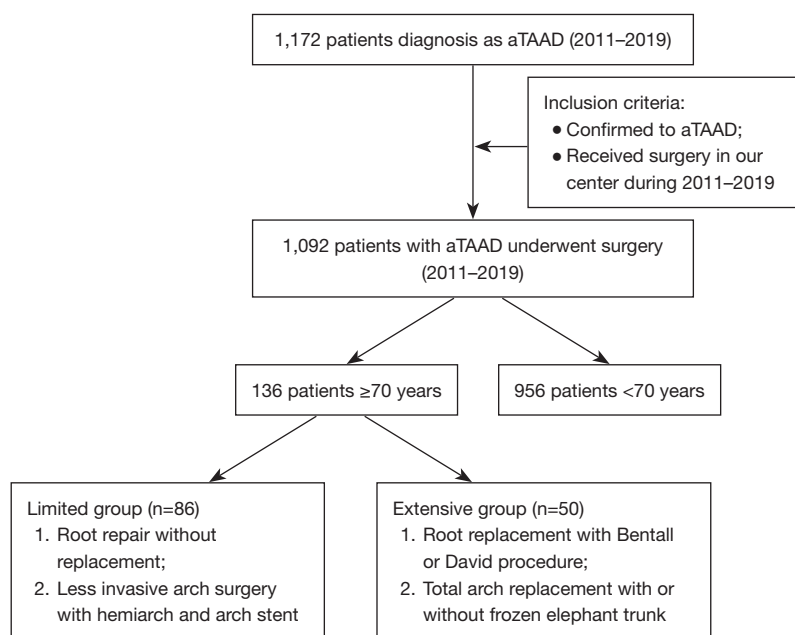 1,172 patients diagnosis as aTAAD (2011–2019)
Inclusion criteria:
● Confirmed to aTAAD;
● Received surgery in our
center during 2011–2019
1,092 patients with aTAAD underwent surgery
(2011–2019)
136 patients ≥70 years
956 patients <70 years
Limited group (n=86)
1. Root repair without
replacement;
2. Less invasive arch surgery
with hemiarch and arch stent
Extensive group (n=50)
1. Root replacement with Bentall
or David procedure;
2. Total arch replacement with or
without frozen elephant trunk